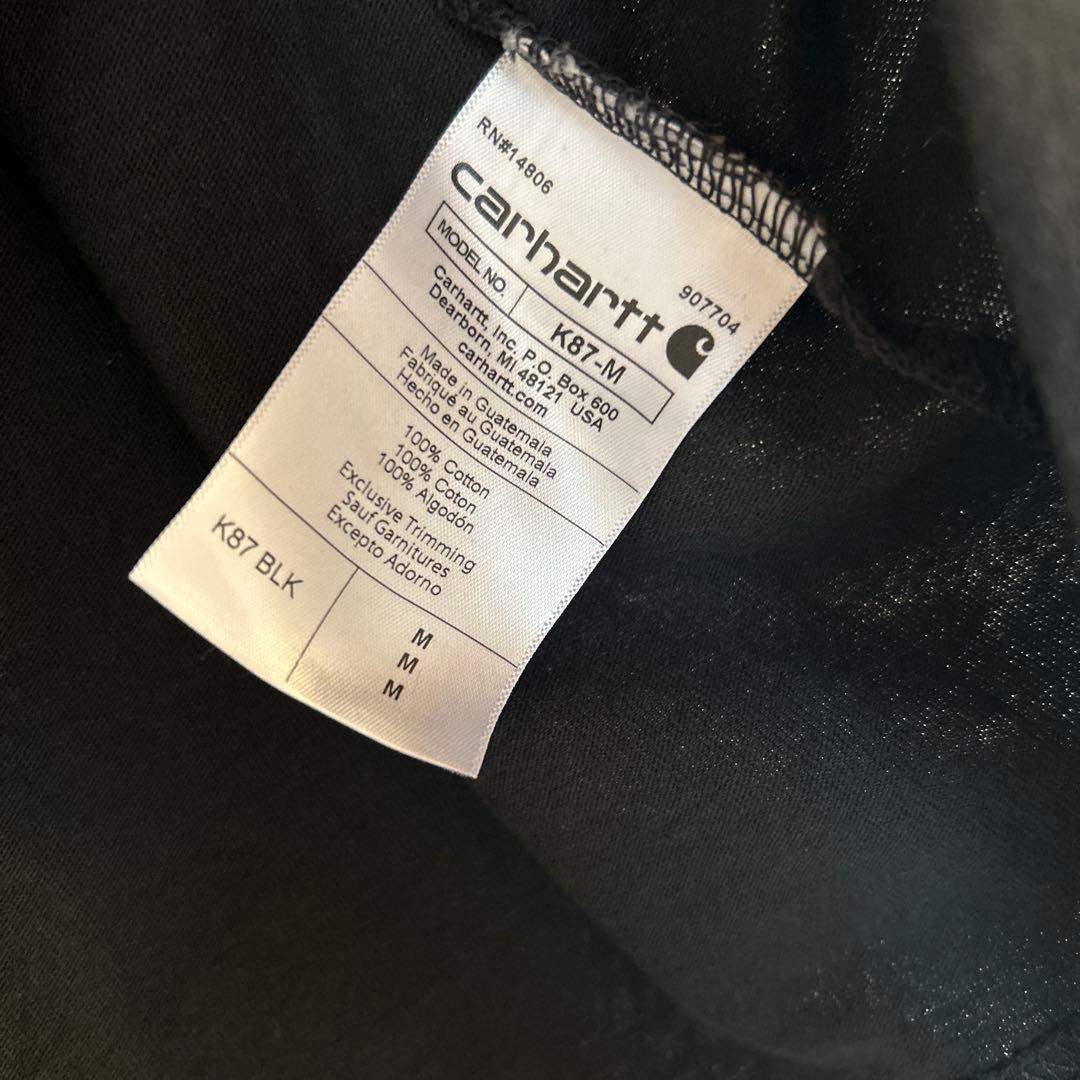 RN#14806
907704
carhartt
MODEL NO. K87-M
Carhartt, Inc. P.O. Box 600
Dearborn, MI 48121 USA
carhartt.com
Made in Guatemala
Fabriqué au Guatemala
Hecho en Guatemala
100% Cotton
100% Coton
100% Algodón
Exclusive Trimming
Sauf Garnitures
Excepto Adorno
K87 BLK
M
M
M